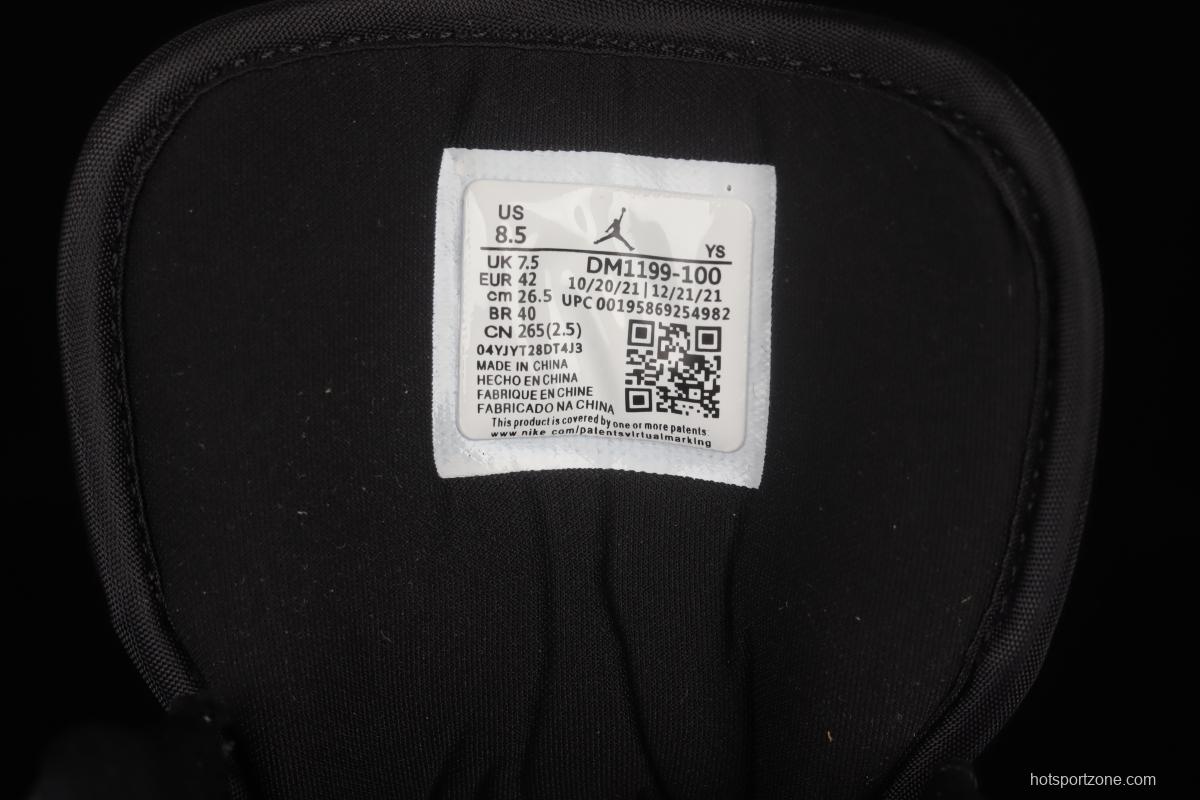 US
8.5
YS
UK 7.5
EUR 42
cm 26.5
BR 40
CN 265(2.5)
DM1199-100
10/20/21|12/21/21
UPC 00195869254982
04YJYT28DT4J3
MADE IN CHINA
HECHO EN CHINA
FABRIQUE EN CHINE
FABRICADO NA CHINA
This product is covered by one or more patents.
www.nike com/patentsvirtualmarking
hotsportzone.com